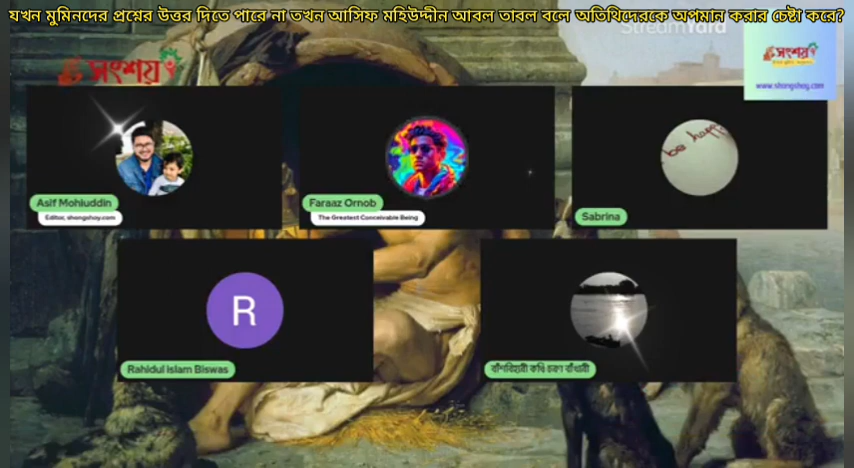 যখন মুমিনদের প্রশ্নের উত্তর দিতে পারে না তখন আসিফ মহিউদ্দীন আবল তাবল বলে অতিথিদেরকে অপমান করার চেষ্টা করে?
StreamYard
সংশয়
সংশয়
www.shongshoy.com
be happy
Asif Mohiuddin
Editor, shongshoy.com
Faraaz Ornob
The Greatest Conceivable Being
Sabrina
R
Rahidul islam Biswas